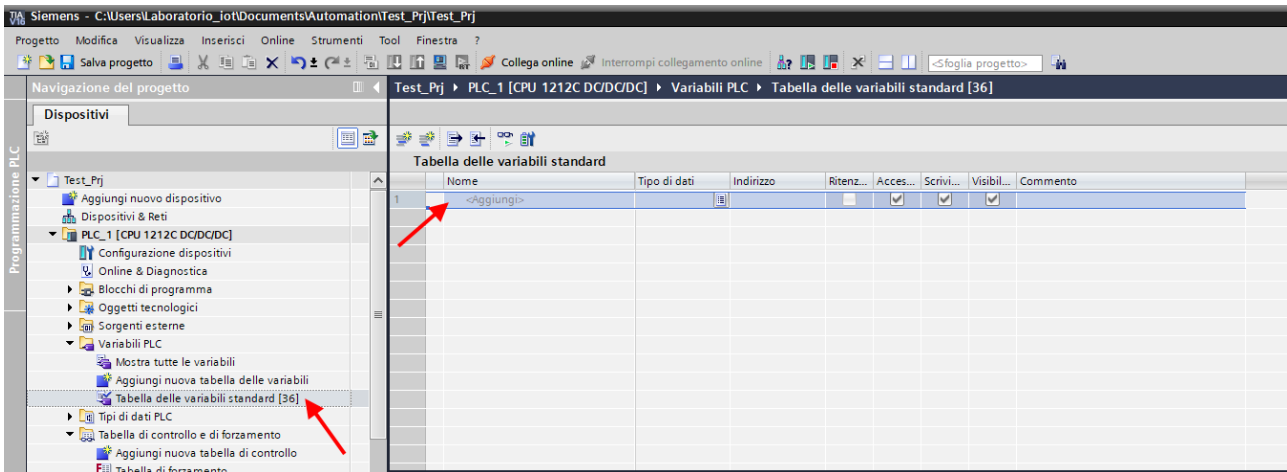 Siemens - C:\Users\Laboratorio_iot\Documents\Automation\Test_Prj\Test_Prj
Progetto Modifica Visualizza Inserisci Online Strumenti Tool Finestra ?
Salva progetto Collega online Interrompi collegamento online <Sfoglia progetto>
Navigazione del progetto
Test_Prj PLC_1 [CPU 1212C DC/DC/DC] Variabili PLC Tabella delle variabili standard [36]
Dispositivi
Programmazione PLC
Tabella delle variabili standard
Nome Tipo di dati Indirizzo Ritenz... Acces... Scrivi... Visibil... Commento
1 <Aggiungi>
Test_Prj
Aggiungi nuovo dispositivo
Dispositivi & Reti
PLC_1 [CPU 1212C DC/DC/DC]
Configurazione dispositivi
Online & Diagnostica
Blocchi di programma
Oggetti tecnologici
Sorgenti esterne
Variabili PLC
Mostra tutte le variabili
Aggiungi nuova tabella delle variabili
Tabella delle variabili standard [36]
Tipi di dati PLC
Tabella di controllo e di forzamento
Aggiungi nuova tabella di controllo
Tabella di forzamento